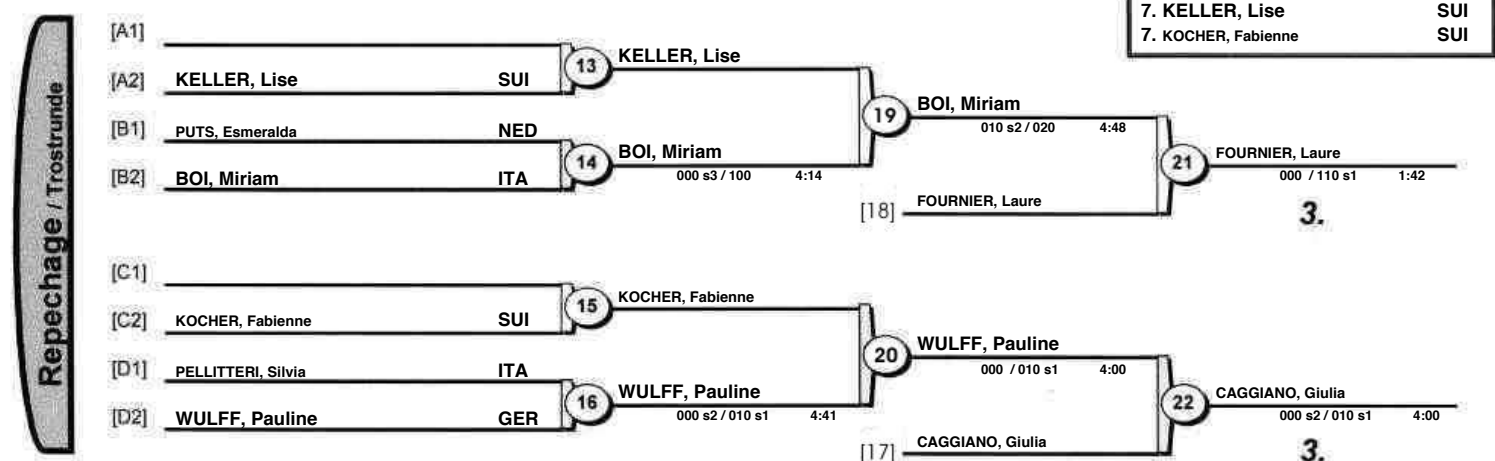 7. KELLER, Lise SUI
7. KOCHER, Fabienne SUI
Repechage / Trostrunde
[A1]
13 KELLER, Lise
[A2] KELLER, Lise SUI
19 BOI, Miriam
010 s2 / 020 4:48
[B1] PUTS, Esmeralda NED
14 BOI, Miriam
000 s3 / 100 4:14
21 FOURNIER, Laure
000 / 110 s1 1:42
[B2] BOI, Miriam ITA
[18] FOURNIER, Laure
3.
[C1]
15 KOCHER, Fabienne
[C2] KOCHER, Fabienne SUI
20 WULFF, Pauline
000 / 010 s1 4:00
[D1] PELLITTERI, Silvia ITA
16 WULFF, Pauline
000 s2 / 010 s1 4:41
22 CAGGIANO, Giulia
000 s2 / 010 s1 4:00
[D2] WULFF, Pauline GER
[17] CAGGIANO, Giulia
3.